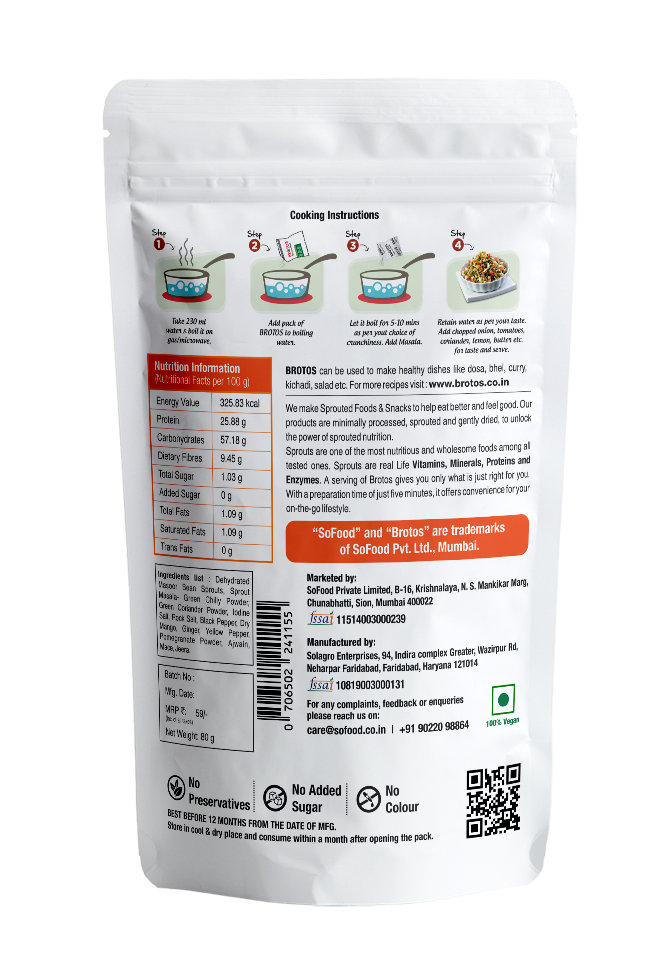 Cooking Instructions
Step 1
Step 2
Step 3
Step 4
Take 230 ml
water & boil it on
gas/microwave.
Add pack of
BROTOS to boiling
water.
Let it boil for 5-10 mins
as per your choice of
crunchiness. Add Masala.
Retain water as per your taste.
Add chopped onion, tomatoes,
coriander, lemon, butter etc.
for taste and serve.
Nutrition Information
(Nutritional Facts per 100 g)
Energy Value 325.83 kcal
Protein 25.88 g
Carbohydrates 57.18 g
Dietary Fibres 9.45 g
Total Sugar 1.03 g
Added Sugar 0 g
Total Fats 1.09 g
Saturated Fats 1.09 g
Trans Fats 0 g
BROTOS can be used to make healthy dishes like dosa, bhel, curry,
kichadi, salad etc. For more recipes visit : www.brotos.co.in
We make Sprouted Foods & Snacks to help eat better and feel good. Our
products are minimally processed, sprouted and gently dried, to unlock
the power of sprouted nutrition.
Sprouts are one of the most nutritious and wholesome foods among all
tested ones. Sprouts are real Life Vitamins, Minerals, Proteins and
Enzymes. A serving of Brotos gives you only what is just right for you.
With a preparation time of just five minutes, it offers convenience for your
on-the-go lifestyle.
“SoFood” and “Brotos” are trademarks
of SoFood Pvt. Ltd., Mumbai.
Ingredients list : Dehydrated
Masoor Bean Sprouts, Sprout
Masala- Green Chilly Powder,
Green Coriander Powder, Iodine
Salt, Rock Salt, Black Pepper, Dry
Mango, Ginger, Yellow Pepper,
Pomegranate Powder, Ajwain,
Mace, Jeera.
Batch No :
Mfg. Date:
MRP ₹: 59/-
Net Weight: 80 g
0 706502 241155
Marketed by:
SoFood Private Limited, B-16, Krishnalaya, N. S. Mankikar Marg,
Chunabhatti, Sion, Mumbai 400022
fssai 11514003000239
Manufactured by:
Solagro Enterprises, 94, Indira complex Greater, Wazirpur Rd,
Neharpar Faridabad, Faridabad, Haryana 121014
fssai 10819003000131
For any complaints, feedback or enqueries
please reach us on:
care@sofood.co.in | +91 90220 98864
100% Vegan
No
Preservatives
No Added
Sugar
No
Colour
BEST BEFORE 12 MONTHS FROM THE DATE OF MFG.
Store in cool & dry place and consume within a month after opening the pack.